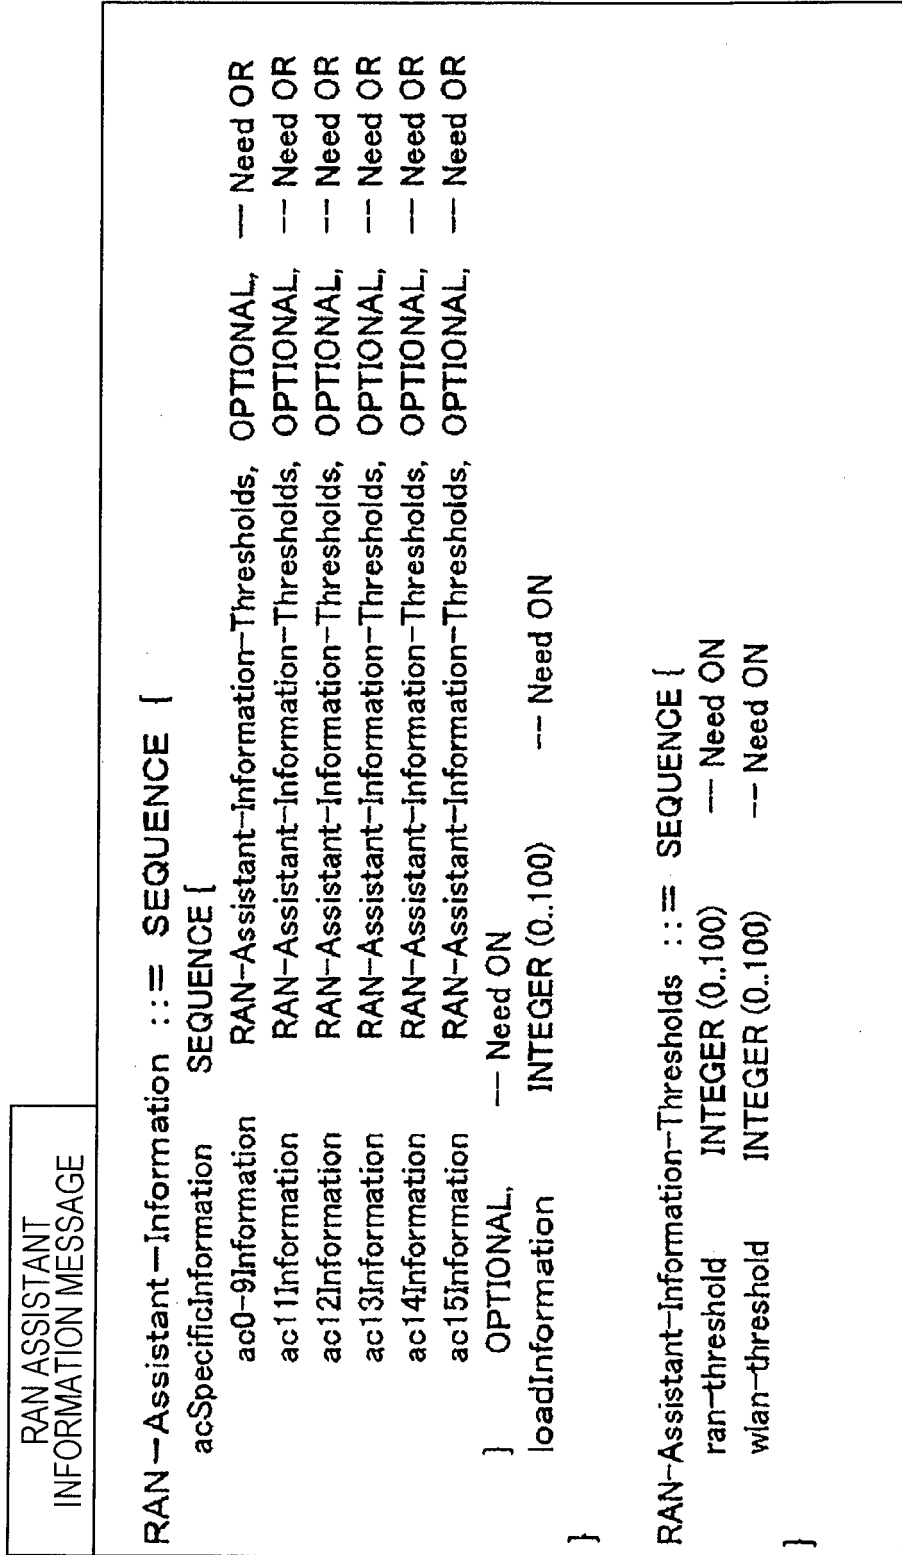 RAN ASSISTANT
INFORMATION MESSAGE
RAN-Assistant-Information ::= SEQUENCE {
acSpecificInformation SEQUENCE {
ac0-9Information RAN-Assistant-Information-Thresholds, OPTIONAL, -- Need OR
ac11Information RAN-Assistant-Information-Thresholds, OPTIONAL, -- Need OR
ac12Information RAN-Assistant-Information-Thresholds, OPTIONAL, -- Need OR
ac13Information RAN-Assistant-Information-Thresholds, OPTIONAL, -- Need OR
ac14Information RAN-Assistant-Information-Thresholds, OPTIONAL, -- Need OR
ac15Information RAN-Assistant-Information-Thresholds, OPTIONAL, -- Need OR
} OPTIONAL, -- Need ON
loadInformation INTEGER (0..100) -- Need ON
}
RAN-Assistant-Information-Thresholds ::= SEQUENCE {
ran-threshold INTEGER (0..100) -- Need ON
wlan-threshold INTEGER (0..100) -- Need ON
}